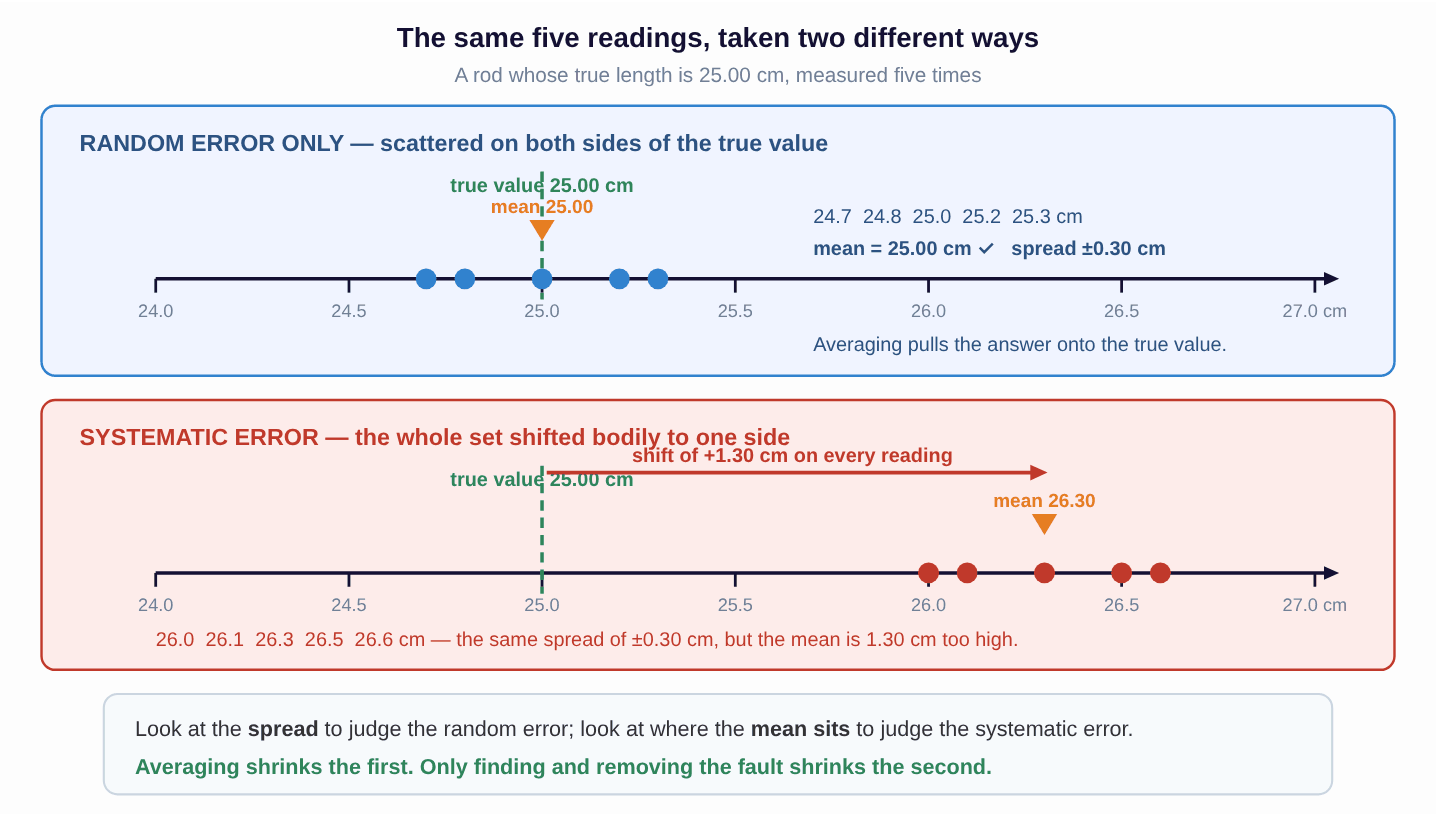 The same five readings, taken two different ways
A rod whose true length is 25.00 cm, measured five times
RANDOM ERROR ONLY — scattered on both sides of the true value
true value 25.00 cm
mean 25.00
24.7 24.8 25.0 25.2 25.3 cm
mean = 25.00 cm ✓ spread ±0.30 cm
24.0 24.5 25.0 25.5 26.0 26.5 27.0 cm
Averaging pulls the answer onto the true value.
SYSTEMATIC ERROR — the whole set shifted bodily to one side
shift of +1.30 cm on every reading
true value 25.00 cm
mean 26.30
24.0 24.5 25.0 25.5 26.0 26.5 27.0 cm
26.0 26.1 26.3 26.5 26.6 cm — the same spread of ±0.30 cm, but the mean is 1.30 cm too high.
Look at the spread to judge the random error; look at where the mean sits to judge the systematic error.
Averaging shrinks the first. Only finding and removing the fault shrinks the second.